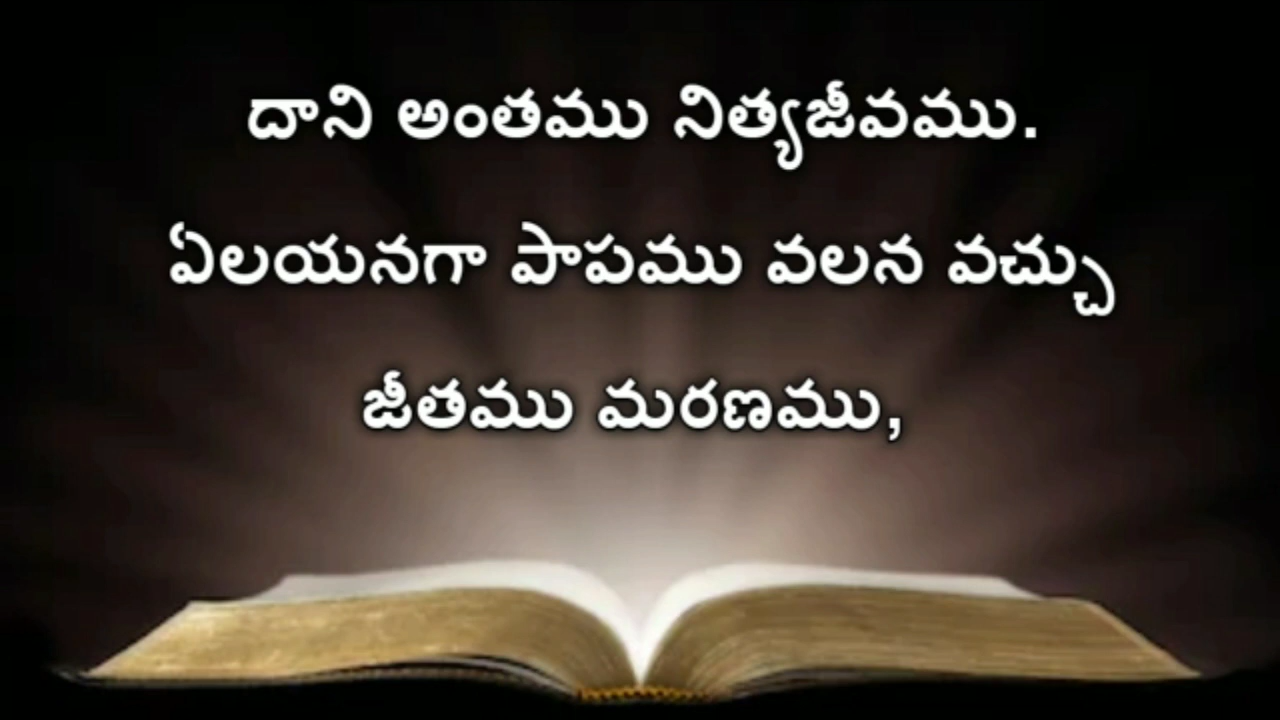 దాని అంతము నిత్యజీవము.
ఏలయనగా పాపము వలన వచ్చు
జీతము మరణము,